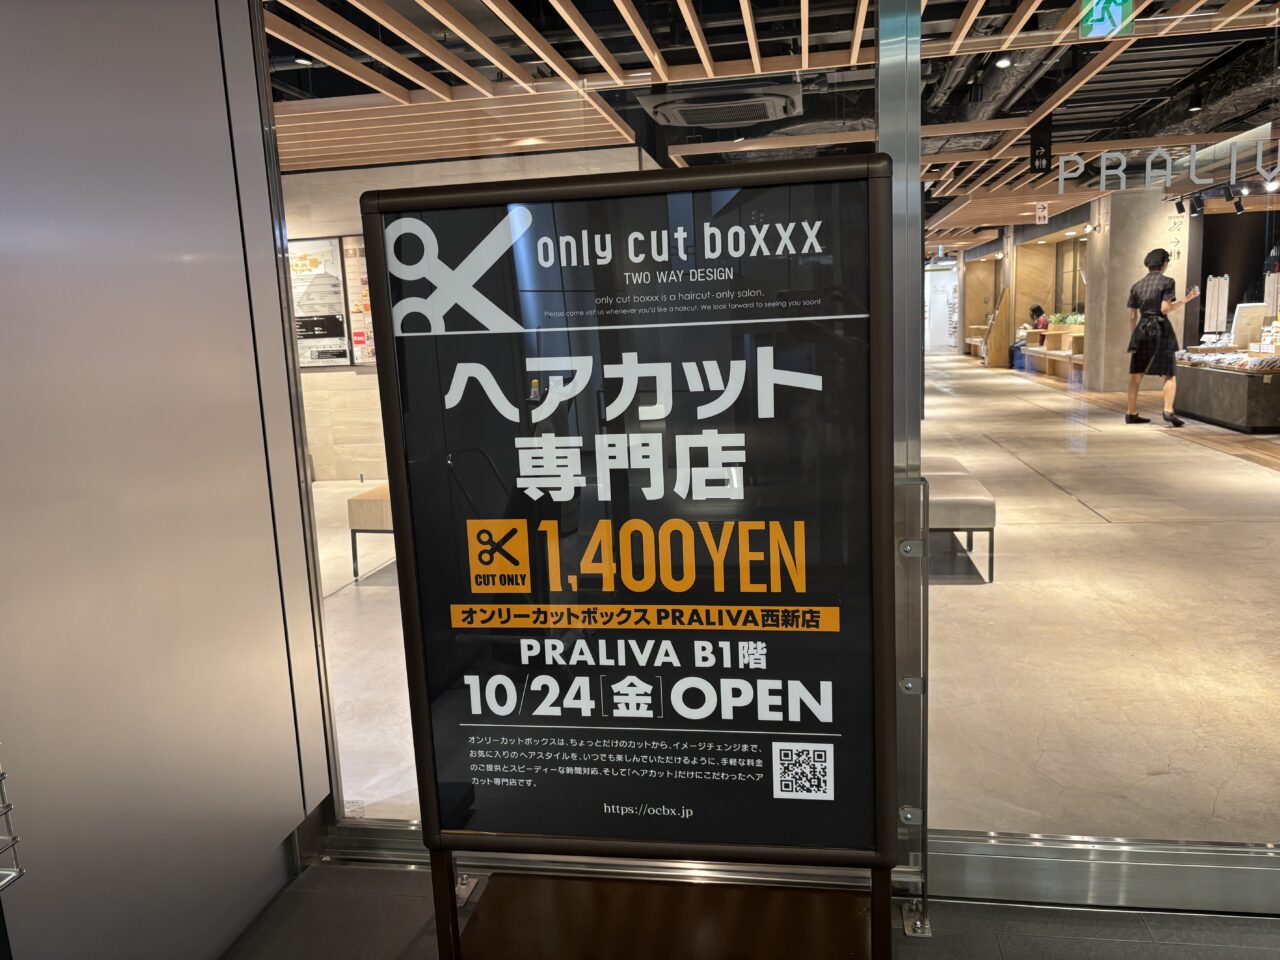 only cut boxxx
TWO WAY DESIGN
only cut boxxx is a haircut-only salon.
Please come visit us whenever you'd like a haircut. We look forward to seeing you soon!
ヘアカット
専門店
CUT ONLY
1,400YEN
オンリーカットボックス PRALIVA西新店
PRALIVA B1階
10/24[金]OPEN
オンリーカットボックスは、ちょっとだけのカットから、イメージチェンジまで、
お気に入りのヘアスタイルを、いつでも楽しんでいただけるように、手軽な料金
のご提供とスピーディーな時間対応、そして「ヘアカット」だけにこだわったヘア
カット専門店です。
https://ocbx.jp
PRALIV